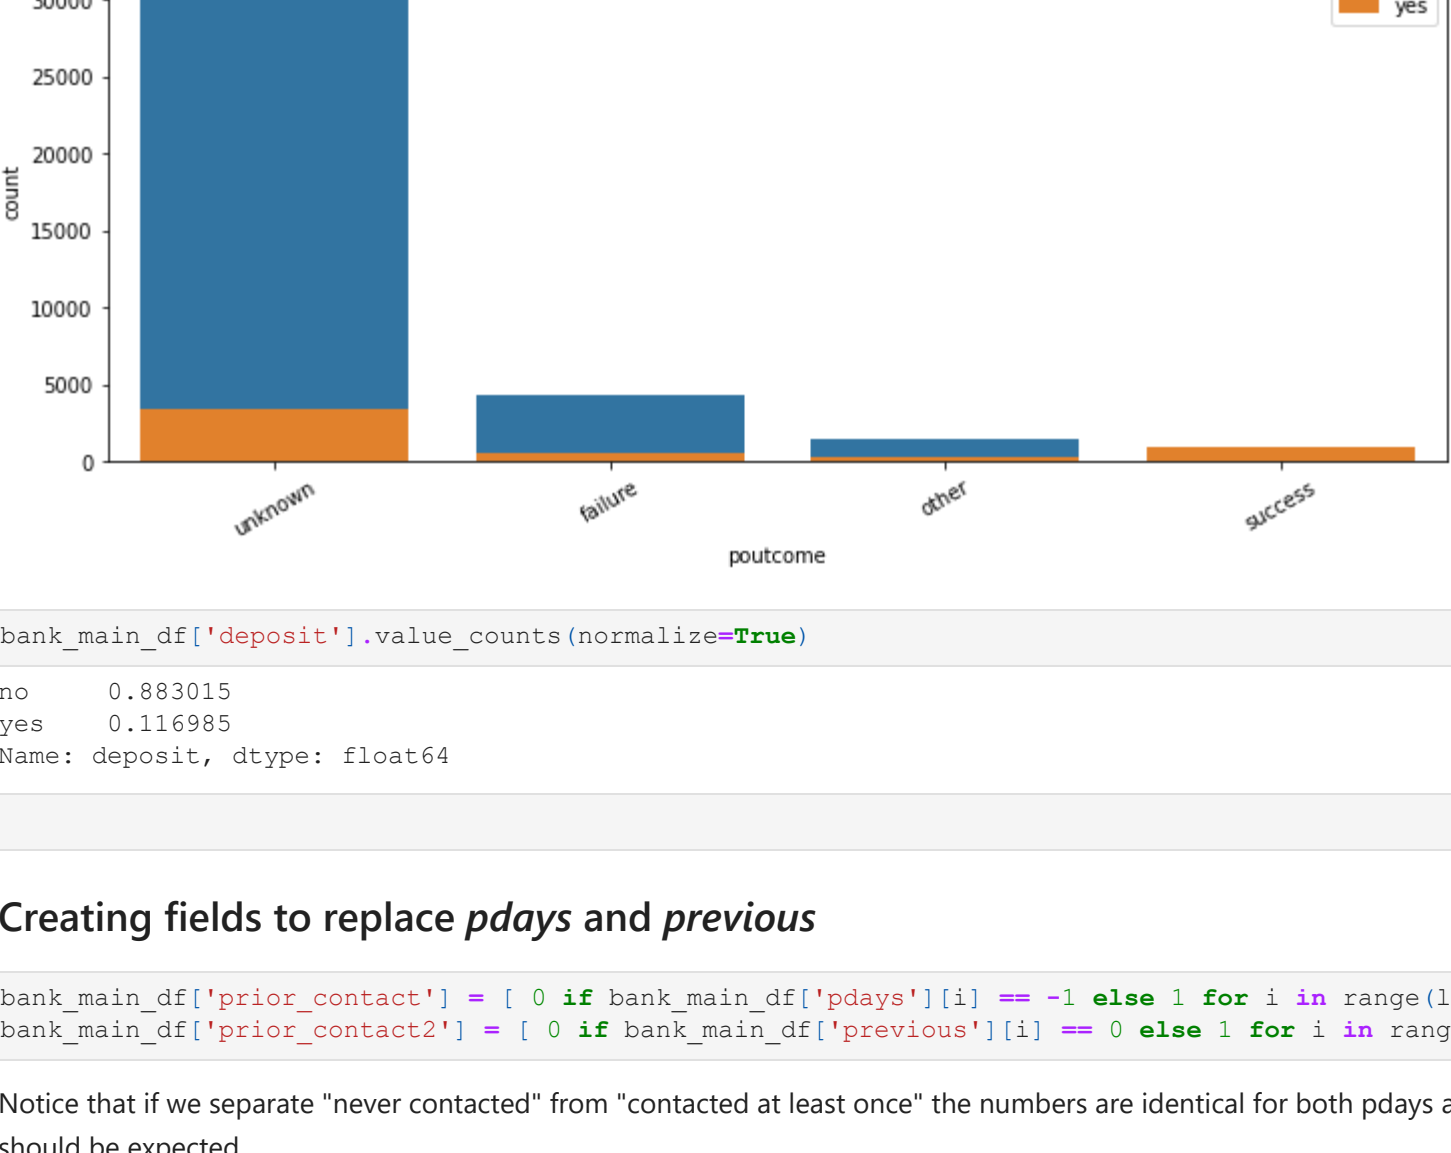 30000
yes
25000
20000
count
15000
10000
5000
0
unknown
failure
other
success
poutcome
bank_main_df['deposit'].value_counts(normalize=True)
no 0.883015
yes 0.116985
Name: deposit, dtype: float64
Creating fields to replace pdays and previous
bank_main_df['prior_contact'] = [ 0 if bank_main_df['pdays'][i] == -1 else 1 for i in range(l
bank_main_df['prior_contact2'] = [ 0 if bank_main_df['previous'][i] == 0 else 1 for i in rang
Notice that if we separate "never contacted" from "contacted at least once" the numbers are identical for both pdays a
should be expected